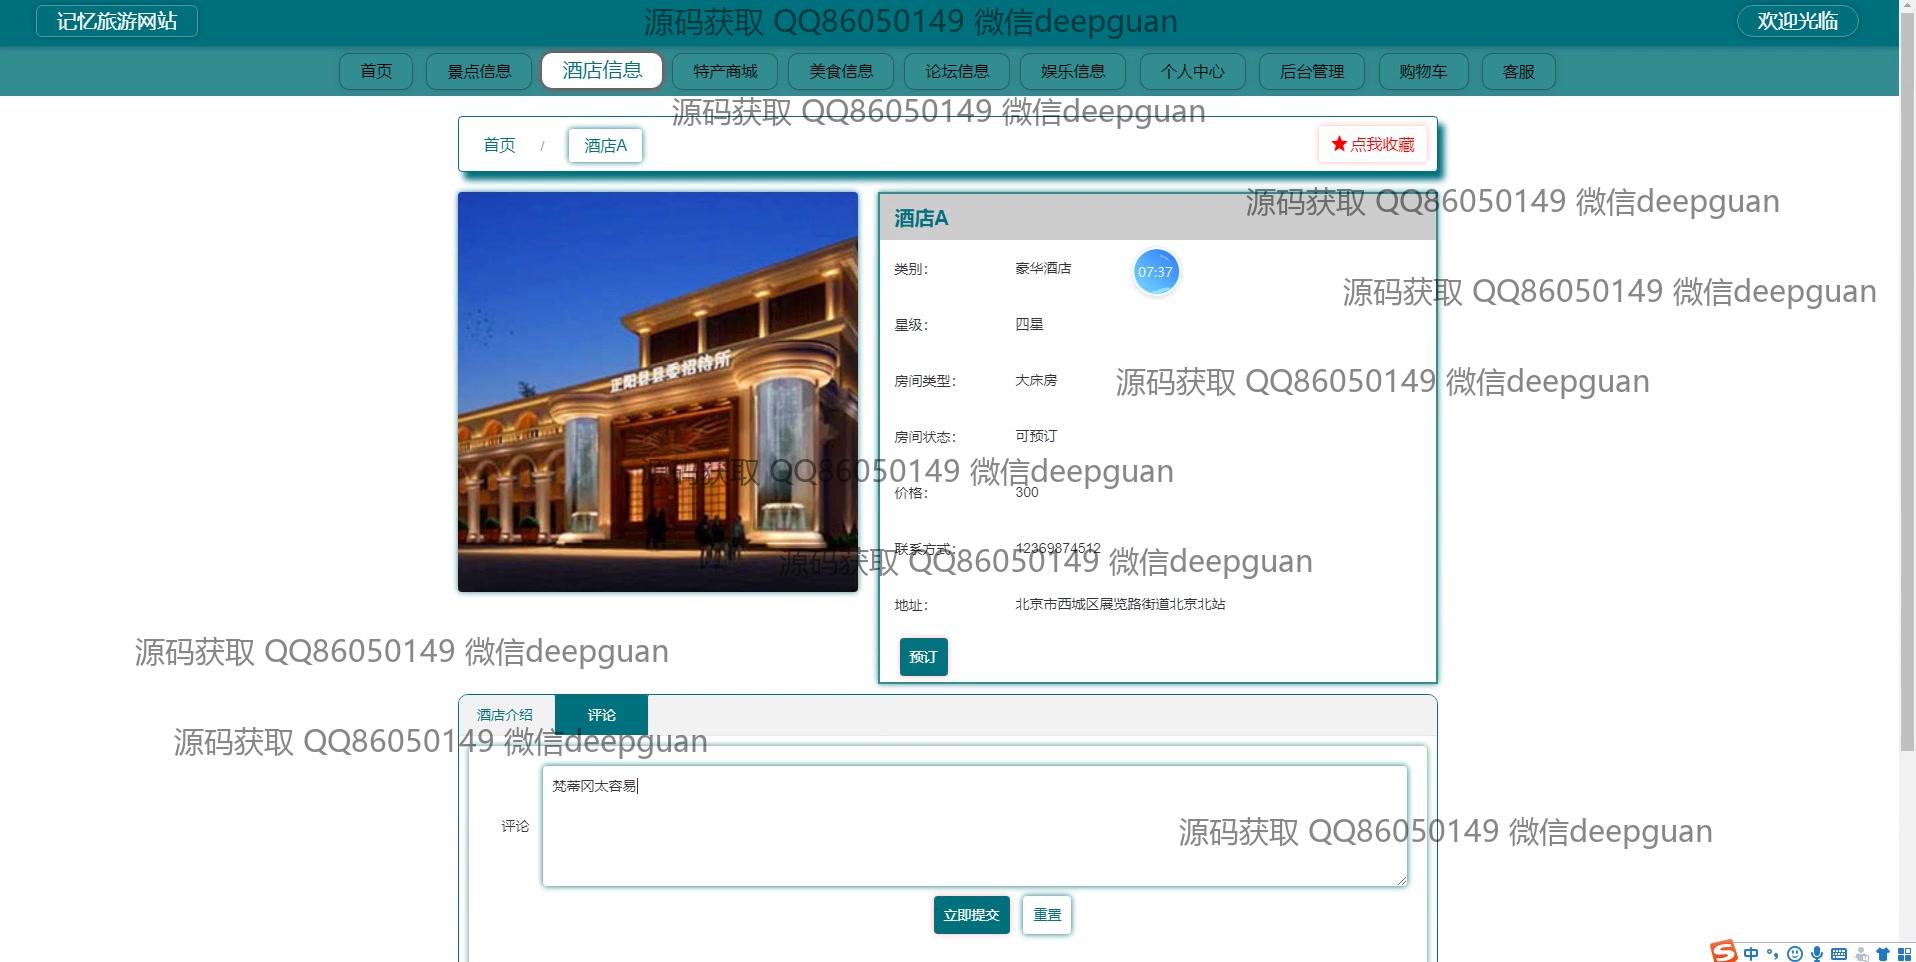 记忆旅游网站
源码获取 QQ86050149 微信deepguan
欢迎光临
首页 景点信息 酒店信息 特产商城 美食信息 论坛信息 娱乐信息 个人中心 后台管理 购物车 客服
源码获取 QQ86050149 微信deepguan
首页 / 酒店A
★点我收藏
源码获取 QQ86050149 微信deepguan
酒店A
类别： 豪华酒店
07:37
源码获取 QQ86050149 微信deepguan
星级： 四星
正阳县县委招待所
房间类型： 大床房
源码获取 QQ86050149 微信deepguan
房间状态： 可预订
源码获取 QQ86050149 微信deepguan
价格： 300
联系方式： 12369874512
源码获取 QQ86050149 微信deepguan
地址： 北京市西城区展览路街道北京北站
源码获取 QQ86050149 微信deepguan
预订
酒店介绍 评论
源码获取 QQ86050149 微信deepguan
梵蒂冈太容易
评论
源码获取 QQ86050149 微信deepguan
立即提交 重置
中